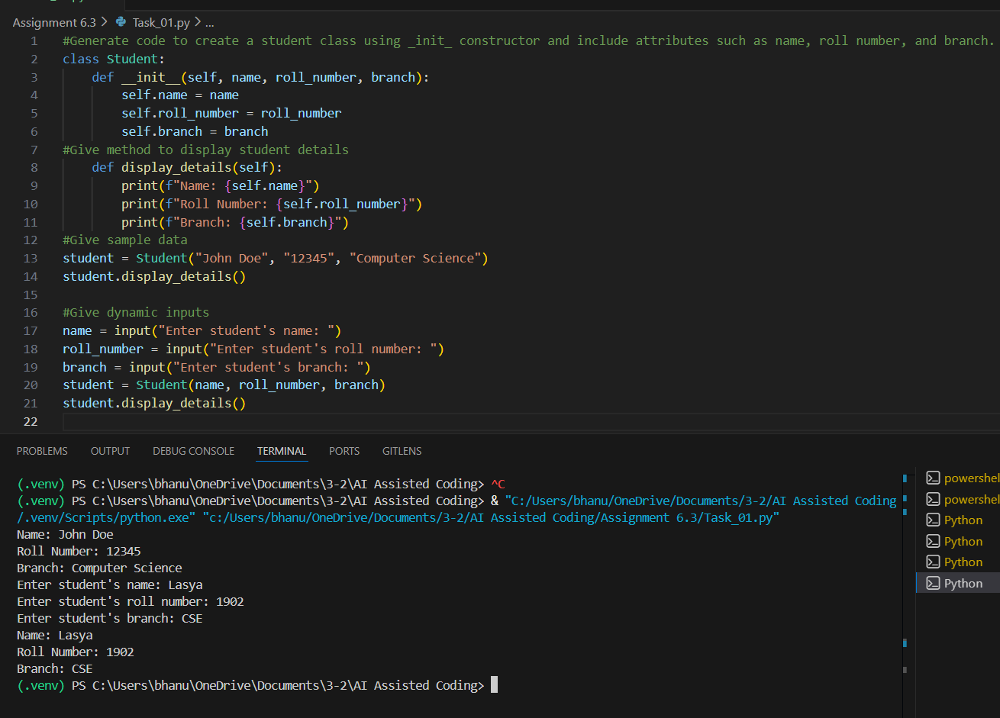 Assignment 6.3 > Task_01.py > ...
1 #Generate code to create a student class using _init_ constructor and include attributes such as name, roll number, and branch.
2 class Student:
3     def __init__(self, name, roll_number, branch):
4         self.name = name
5         self.roll_number = roll_number
6         self.branch = branch
7 #Give method to display student details
8     def display_details(self):
9         print(f"Name: {self.name}")
10         print(f"Roll Number: {self.roll_number}")
11         print(f"Branch: {self.branch}")
12 #Give sample data
13 student = Student("John Doe", "12345", "Computer Science")
14 student.display_details()
15
16 #Give dynamic inputs
17 name = input("Enter student's name: ")
18 roll_number = input("Enter student's roll number: ")
19 branch = input("Enter student's branch: ")
20 student = Student(name, roll_number, branch)
21 student.display_details()
22
PROBLEMS OUTPUT DEBUG CONSOLE TERMINAL PORTS GITLENS
(.venv) PS C:\Users\bhanu\OneDrive\Documents\3-2\AI Assisted Coding> ^C
(.venv) PS C:\Users\bhanu\OneDrive\Documents\3-2\AI Assisted Coding> & "C:/Users/bhanu/OneDrive/Documents/3-2/AI Assisted Coding
/.venv/Scripts/python.exe" "c:/Users/bhanu/OneDrive/Documents/3-2/AI Assisted Coding/Assignment 6.3/Task_01.py"
Name: John Doe
Roll Number: 12345
Branch: Computer Science
Enter student's name: Lasya
Enter student's roll number: 1902
Enter student's branch: CSE
Name: Lasya
Roll Number: 1902
Branch: CSE
(.venv) PS C:\Users\bhanu\OneDrive\Documents\3-2\AI Assisted Coding>
powershel
powershel
Python
Python
Python
Python